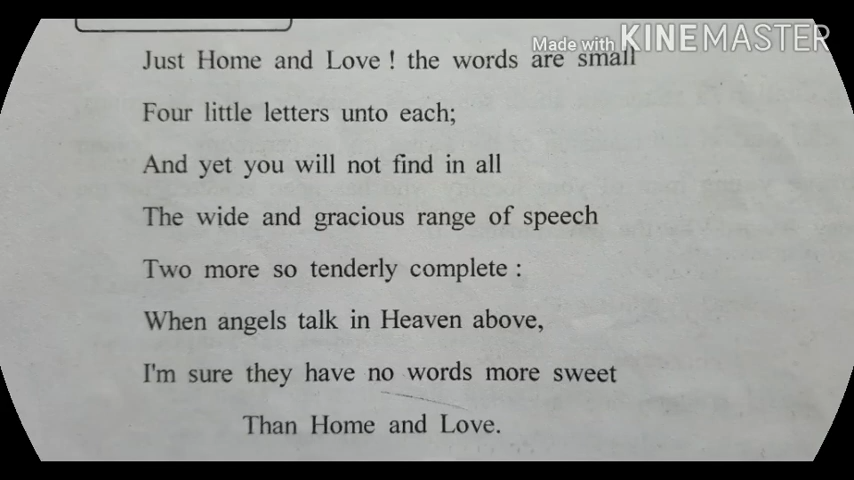 Made with KINEMASTER
Just Home and Love ! the words are small
Four little letters unto each;
And yet you will not find in all
The wide and gracious range of speech
Two more so tenderly complete :
When angels talk in Heaven above,
I'm sure they have no words more sweet
Than Home and Love.